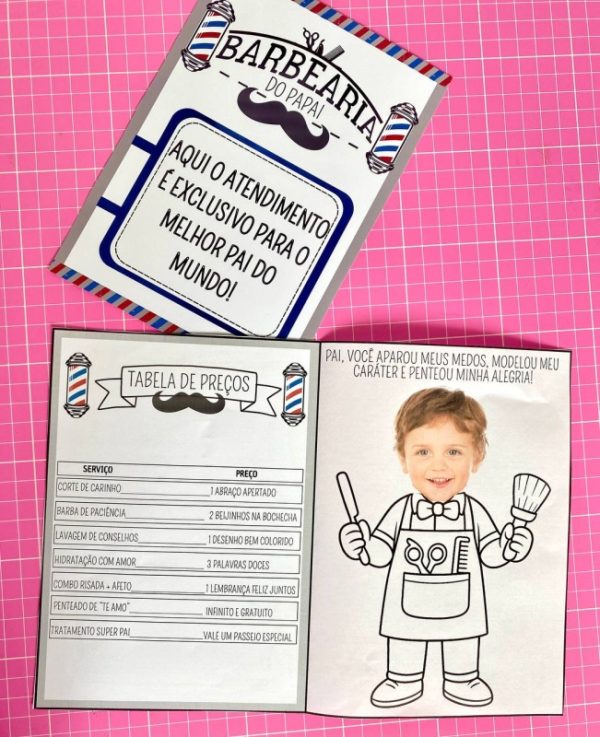 BARBEARIA
DO PAPAI
AQUI O ATENDIMENTO
É EXCLUSIVO PARA O
MELHOR PAI DO
MUNDO!
TABELA DE PREÇOS
SERVIÇO PREÇO
CORTE DE CARINHO 1 ABRAÇO APERTADO
BARBA DE PACIÊNCIA 2 BEIJINHOS NA BOCHECHA
LAVAGEM DE CONSELHOS 1 DESENHO BEM COLORIDO
HIDRATAÇÃO COM AMOR 3 PALAVRAS DOCES
COMBO RISADA + AFETO 1 LEMBRANÇA FELIZ JUNTOS
PENTEADO DE "TE AMO" INFINITO E GRATUITO
TRATAMENTO SUPER PAI VALE UM PASSEIO ESPECIAL
PAI, VOCÊ APAROU MEUS MEDOS, MODELOU MEU
CARÁTER E PENTEOU MINHA ALEGRIA!